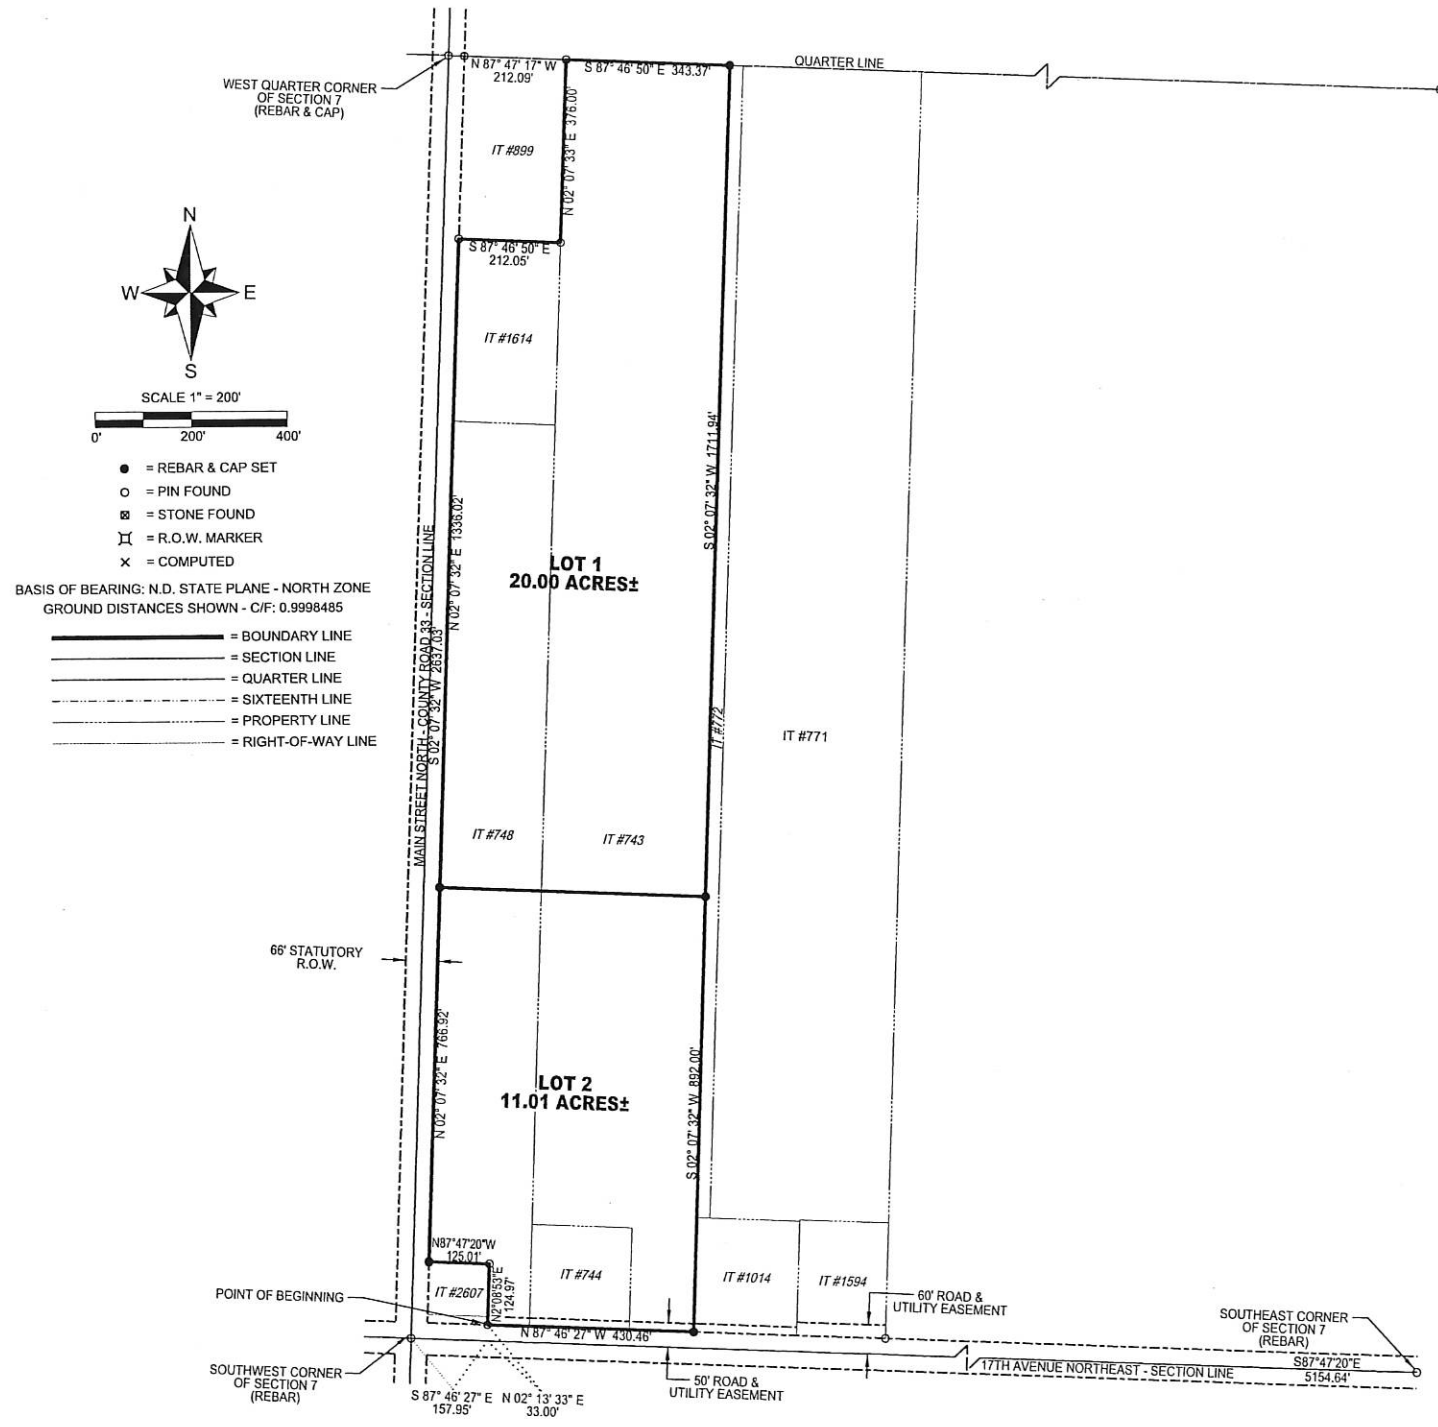 N 87° 47' 17" W
212.09'
S 87° 46' 50" E 343.37'
QUARTER LINE
WEST QUARTER CORNER
OF SECTION 7
(REBAR & CAP)
IT #899
N 02° 07' 33" E 376.00'
N
W
E
S
S 87° 46' 50" E
212.05'
IT #1614
SCALE 1" = 200'
0'
200'
400'
= REBAR & CAP SET
= PIN FOUND
= STONE FOUND
= R.O.W. MARKER
= COMPUTED
BASIS OF BEARING: N.D. STATE PLANE - NORTH ZONE
GROUND DISTANCES SHOWN - C/F: 0.9998485
= BOUNDARY LINE
= SECTION LINE
= QUARTER LINE
= SIXTEENTH LINE
= PROPERTY LINE
= RIGHT-OF-WAY LINE
MAIN STREET NORTH - COUNTY ROAD 33 - SECTION LINE
S 02° 07' 32" W 2637.03'
N 02° 07' 32" E 1336.02'
LOT 1
20.00 ACRES±
S 02° 07' 32" W 1711.94'
IT #772
IT #771
IT #748
IT #743
66' STATUTORY
R.O.W.
N 02° 07' 32" E 766.92'
LOT 2
11.01 ACRES±
S 02° 07' 32" W 892.00'
N87°47'20"W
125.01'
IT #2607
N2°08'53"E
124.97'
IT #744
IT #1014
IT #1594
POINT OF BEGINNING
60' ROAD &
UTILITY EASEMENT
SOUTHEAST CORNER
OF SECTION 7
(REBAR)
N 87° 46' 27" W 430.46'
SOUTHWEST CORNER
OF SECTION 7
(REBAR)
S 87° 46' 27" E
157.95'
N 02° 13' 33" E
33.00'
50' ROAD &
UTILITY EASEMENT
17TH AVENUE NORTHEAST - SECTION LINE
S87°47'20"E
5154.64'